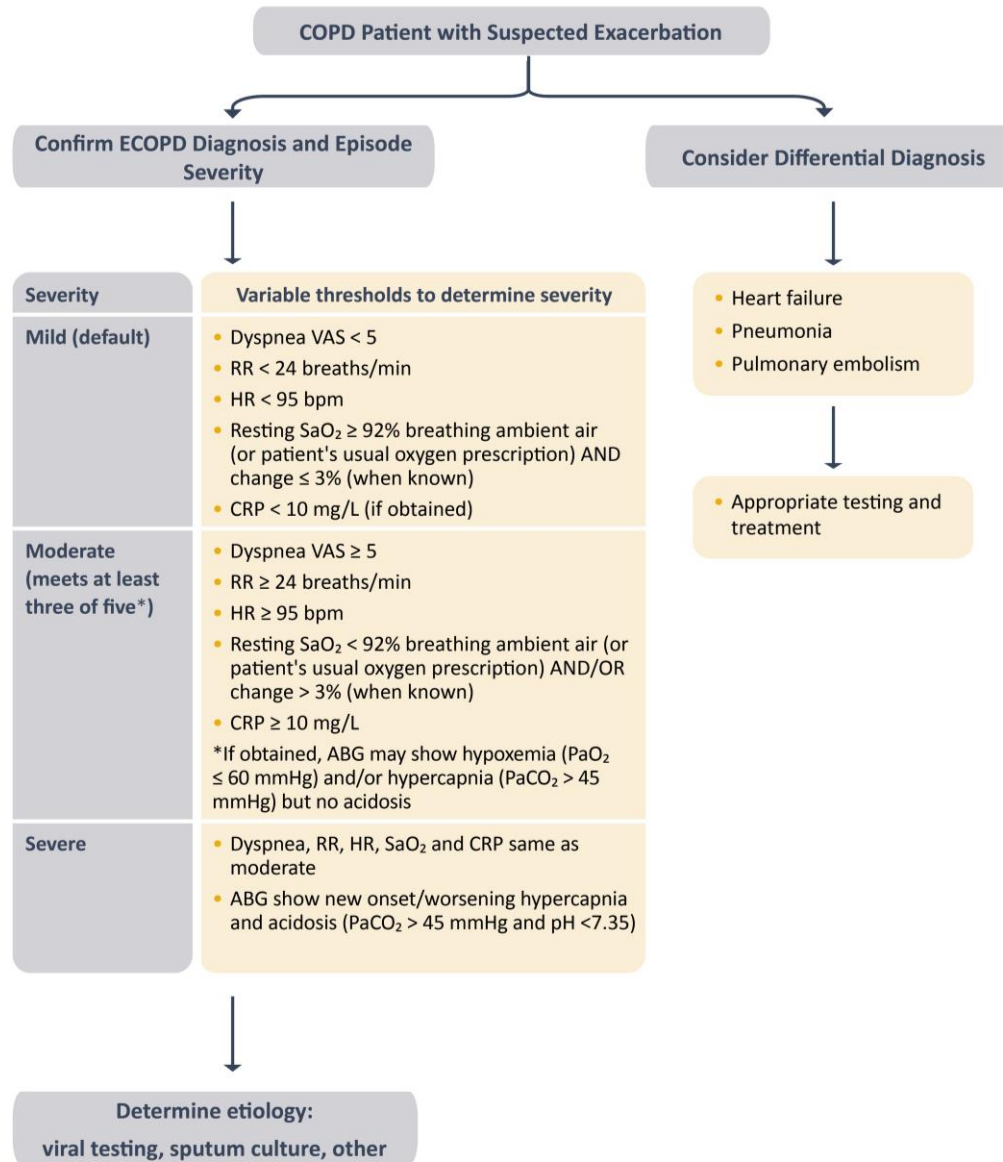 COPD Patient with Suspected Exacerbation
Confirm ECOPD Diagnosis and Episode
Severity
Consider Differential Diagnosis
Severity
Variable thresholds to determine severity
Mild (default)
• Dyspnea VAS < 5
• RR < 24 breaths/min
• HR < 95 bpm
• Resting SaO₂ ≥ 92% breathing ambient air
(or patient's usual oxygen prescription) AND
change ≤ 3% (when known)
• CRP < 10 mg/L (if obtained)
Moderate
(meets at least
three of five*)
• Dyspnea VAS ≥ 5
• RR ≥ 24 breaths/min
• HR ≥ 95 bpm
• Resting SaO₂ < 92% breathing ambient air (or
patient's usual oxygen prescription) AND/OR
change > 3% (when known)
• CRP ≥ 10 mg/L
*If obtained, ABG may show hypoxemia (PaO₂
≤ 60 mmHg) and/or hypercapnia (PaCO₂ > 45
mmHg) but no acidosis
Severe
• Dyspnea, RR, HR, SaO₂ and CRP same as
moderate
• ABG show new onset/worsening hypercapnia
and acidosis (PaCO₂ > 45 mmHg and pH <7.35)
• Heart failure
• Pneumonia
• Pulmonary embolism
• Appropriate testing and
treatment
Determine etiology:
viral testing, sputum culture, other